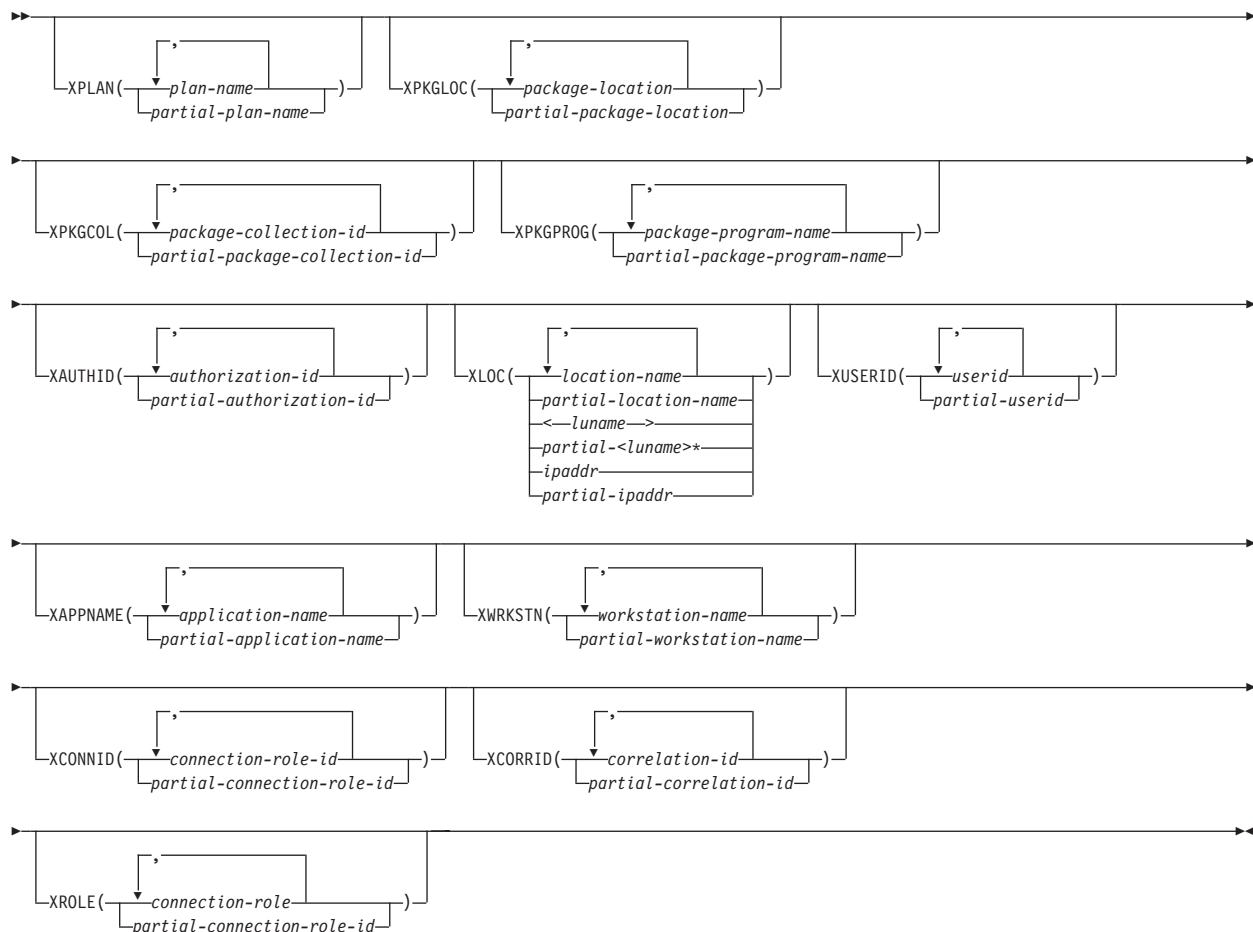 , ,
XPLAN( plan-name ) XPKGLOC( package-location )
partial-plan-name partial-package-location
, ,
XPKGCOL( package-collection-id ) XPKGPROG( package-program-name )
partial-package-collection-id partial-package-program-name
, , ,
XAUTHID( authorization-id ) XLOC( location-name ) XUSERID( userid )
partial-authorization-id partial-location-name partial-userid
< luname >
partial-<luname>*
ipaddr
partial-ipaddr
, ,
XAPPNAME( application-name ) XWRKSTN( workstation-name )
partial-application-name partial-workstation-name
, ,
XCONNID( connection-role-id ) XCORRID( correlation-id )
partial-connection-role-id partial-correlation-id
,
XROLE( connection-role )
partial-connection-role-id